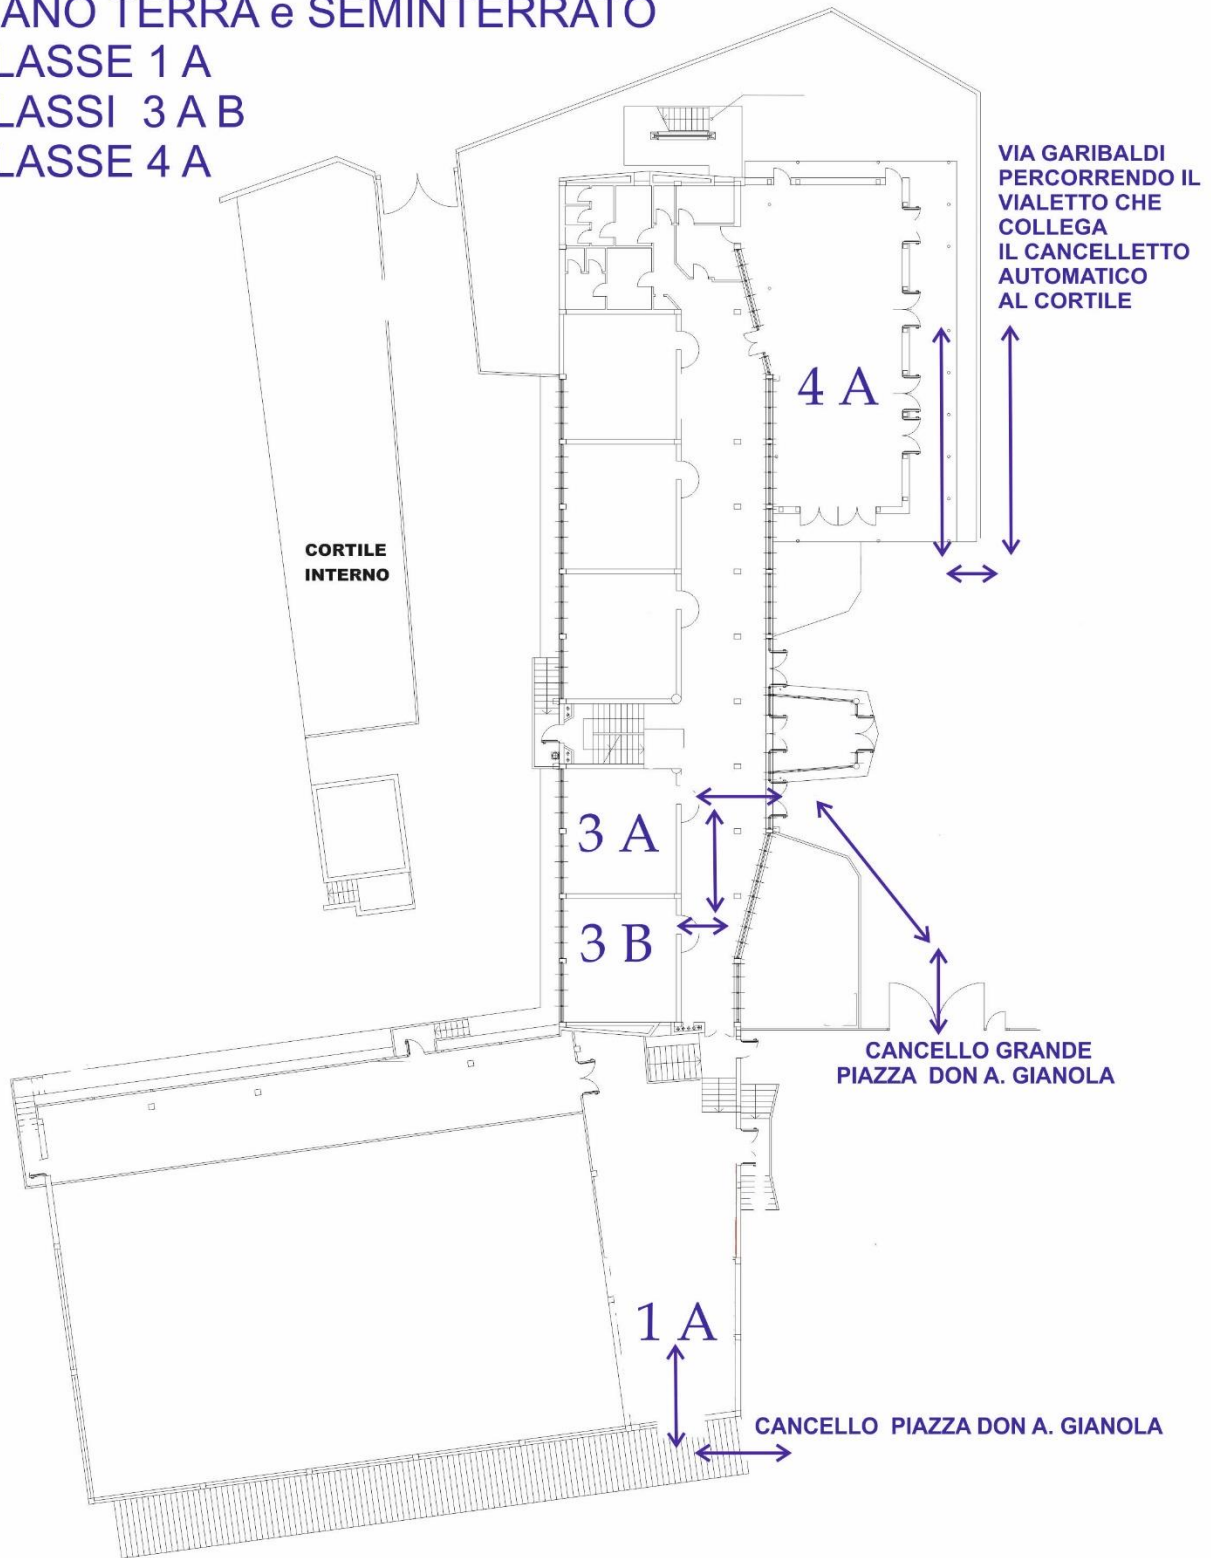 ANO TERRA e SEMINTERRATO
LASSE 1 A
LASSI 3 A B
LASSE 4 A
VIA GARIBALDI
PERCORRENDO IL
VIALETTO CHE
COLLEGA
IL CANCELLETTO
AUTOMATICO
AL CORTILE
4 A
CORTILE
INTERNO
3 A
3 B
CANCELLO GRANDE
PIAZZA DON A. GIANOLA
1 A
CANCELLO PIAZZA DON A. GIANOLA